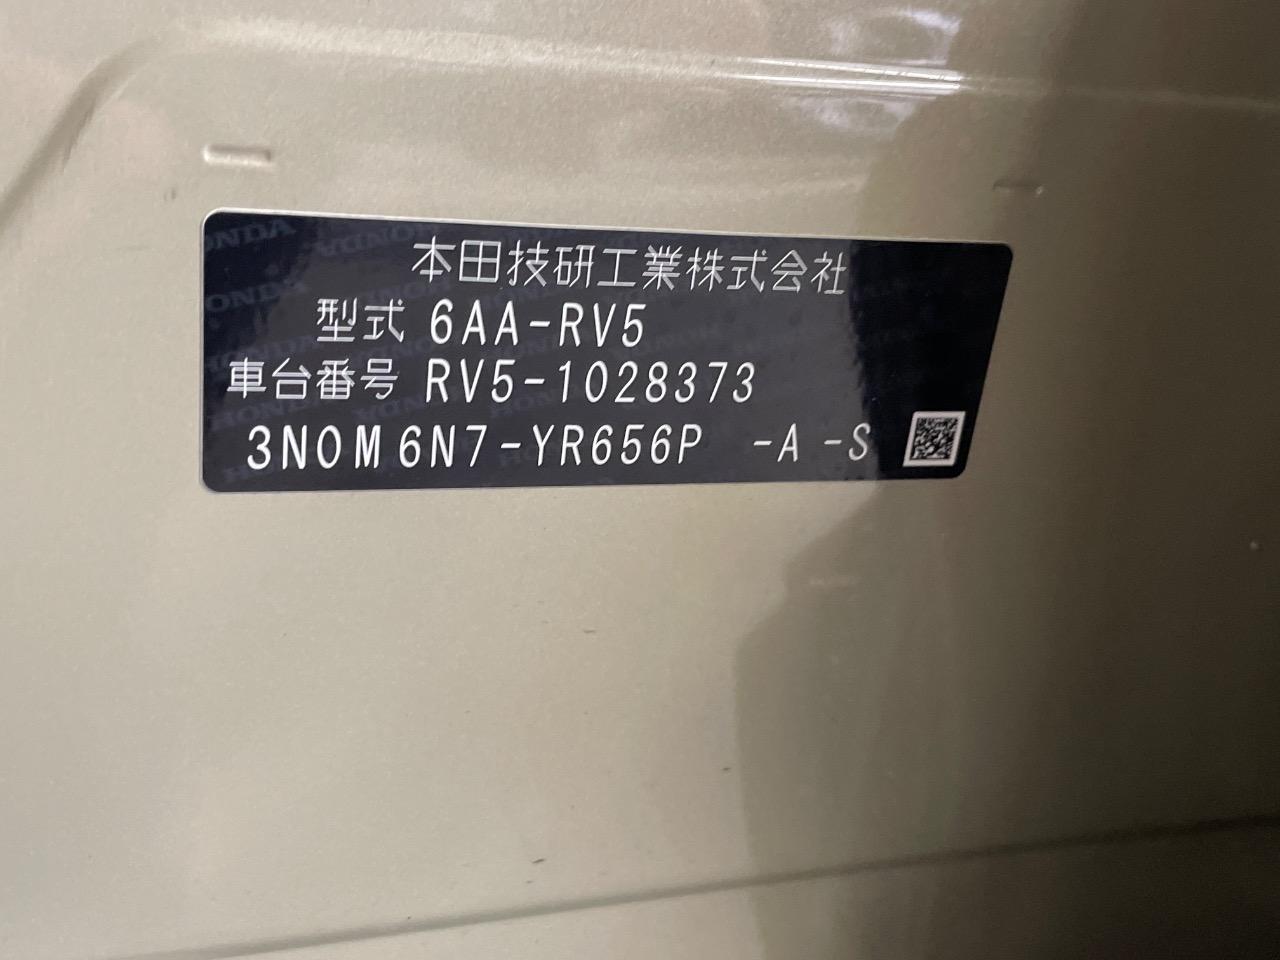 本田技研工業株式会社
型式 6AA-RV5
車台番号 RV5-1028373
3N0M6N7-YR656P -A -S